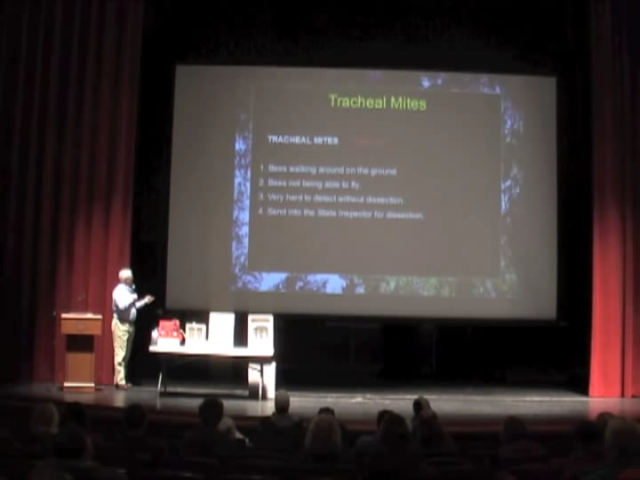 Tracheal Mites
TRACHEAL MITES
1. Bees walking around on the ground
2. Bees not being able to fly.
3. Very hard to detect without dissection.
4. Send into the State Inspector for dissection.